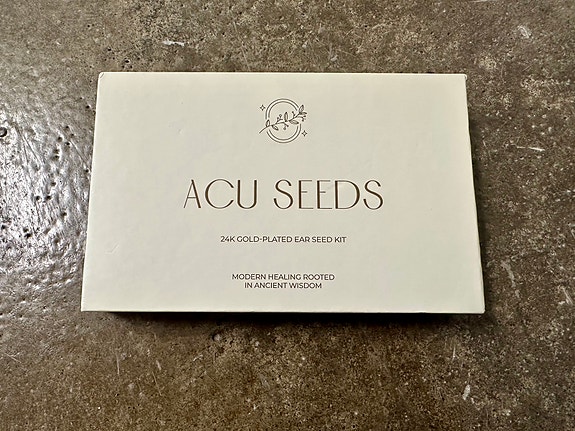 ACU SEEDS
24K GOLD-PLATED EAR SEED KIT
MODERN HEALING ROOTED
IN ANCIENT WISDOM